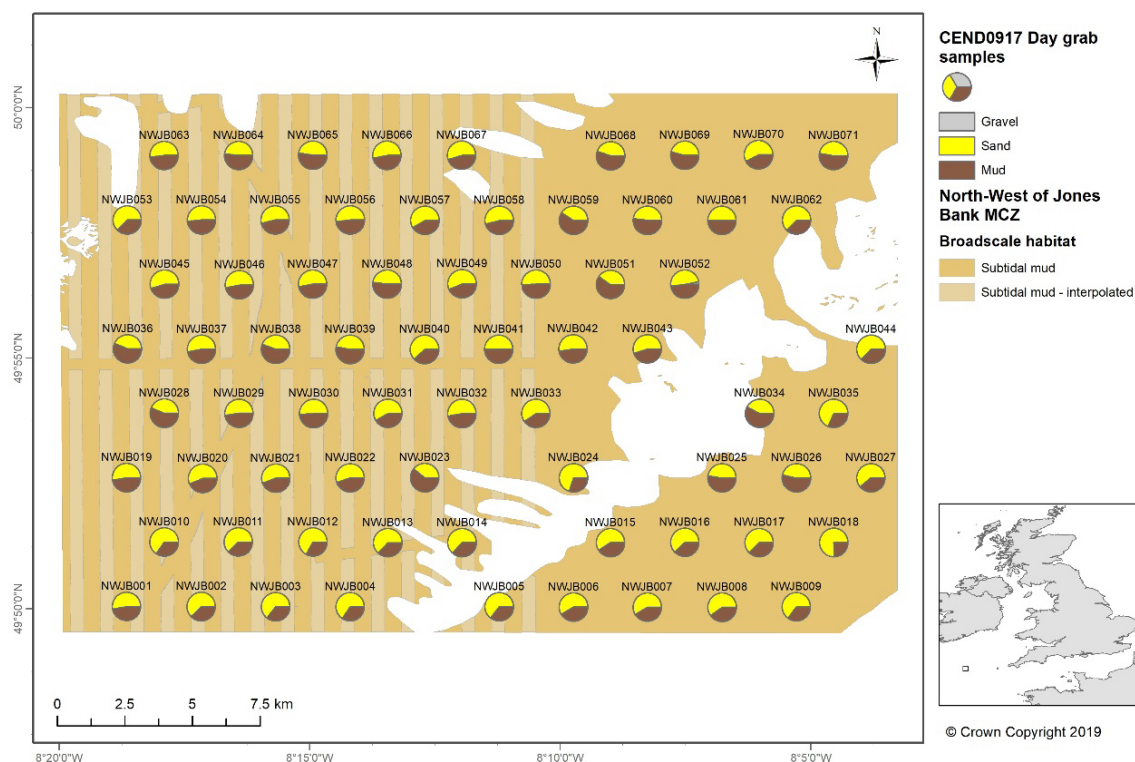 N
CEND0917 Day grab
samples
Gravel
Sand
Mud
North-West of Jones
Bank MCZ
Broadscale habitat
Subtidal mud
Subtidal mud - interpolated
50°0'0"N
NWJB063 NWJB064 NWJB065 NWJB066 NWJB067 NWJB068 NWJB069 NWJB070 NWJB071
NWJB053 NWJB054 NWJB055 NWJB056 NWJB057 NWJB058 NWJB059 NWJB060 NWJB061 NWJB062
NWJB045 NWJB046 NWJB047 NWJB048 NWJB049 NWJB050 NWJB051 NWJB052
NWJB036 NWJB037 NWJB038 NWJB039 NWJB040 NWJB041 NWJB042 NWJB043 NWJB044
49°55'0"N
NWJB028 NWJB029 NWJB030 NWJB031 NWJB032 NWJB033 NWJB034 NWJB035
NWJB019 NWJB020 NWJB021 NWJB022 NWJB023 NWJB024 NWJB025 NWJB026 NWJB027
NWJB010 NWJB011 NWJB012 NWJB013 NWJB014 NWJB015 NWJB016 NWJB017 NWJB018
NWJB001 NWJB002 NWJB003 NWJB004 NWJB005 NWJB006 NWJB007 NWJB008 NWJB009
49°50'0"N
0 2.5 5 7.5 km
8°20'0"W 8°15'0"W 8°10'0"W 8°5'0"W
© Crown Copyright 2019